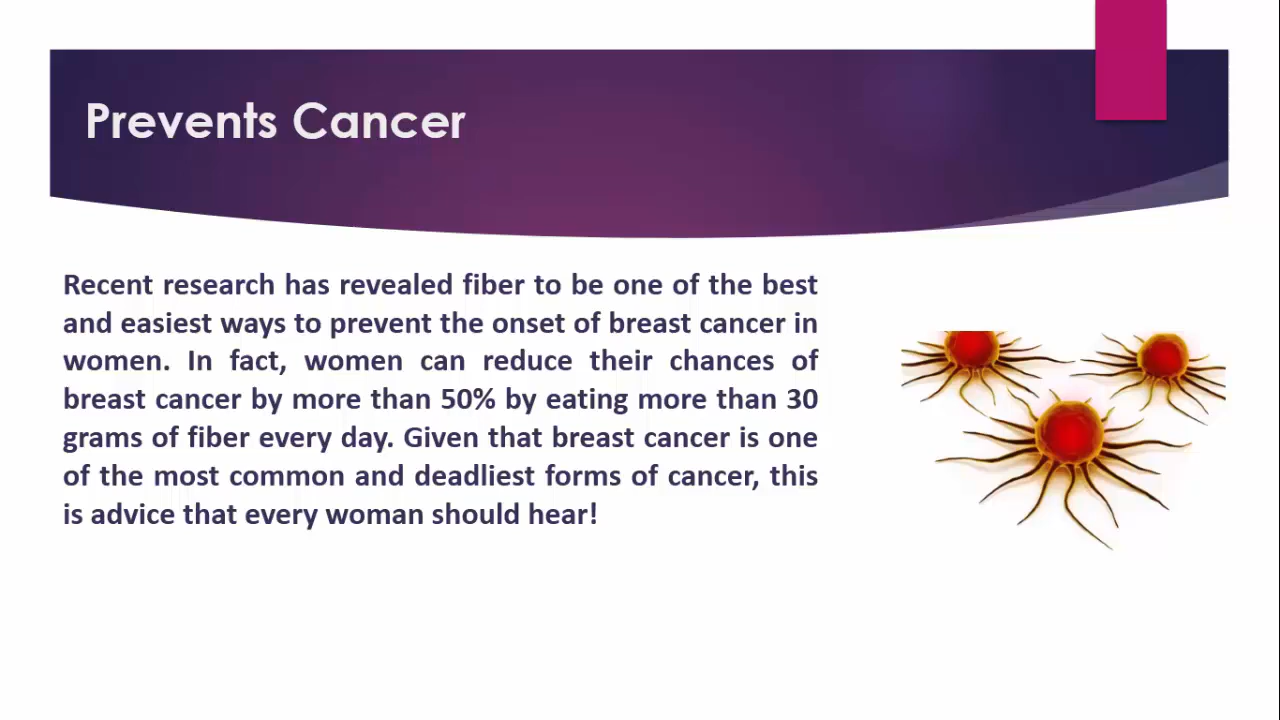 Prevents Cancer
Recent research has revealed fiber to be one of the best
and easiest ways to prevent the onset of breast cancer in
women. In fact, women can reduce their chances of
breast cancer by more than 50% by eating more than 30
grams of fiber every day. Given that breast cancer is one
of the most common and deadliest forms of cancer, this
is advice that every woman should hear!